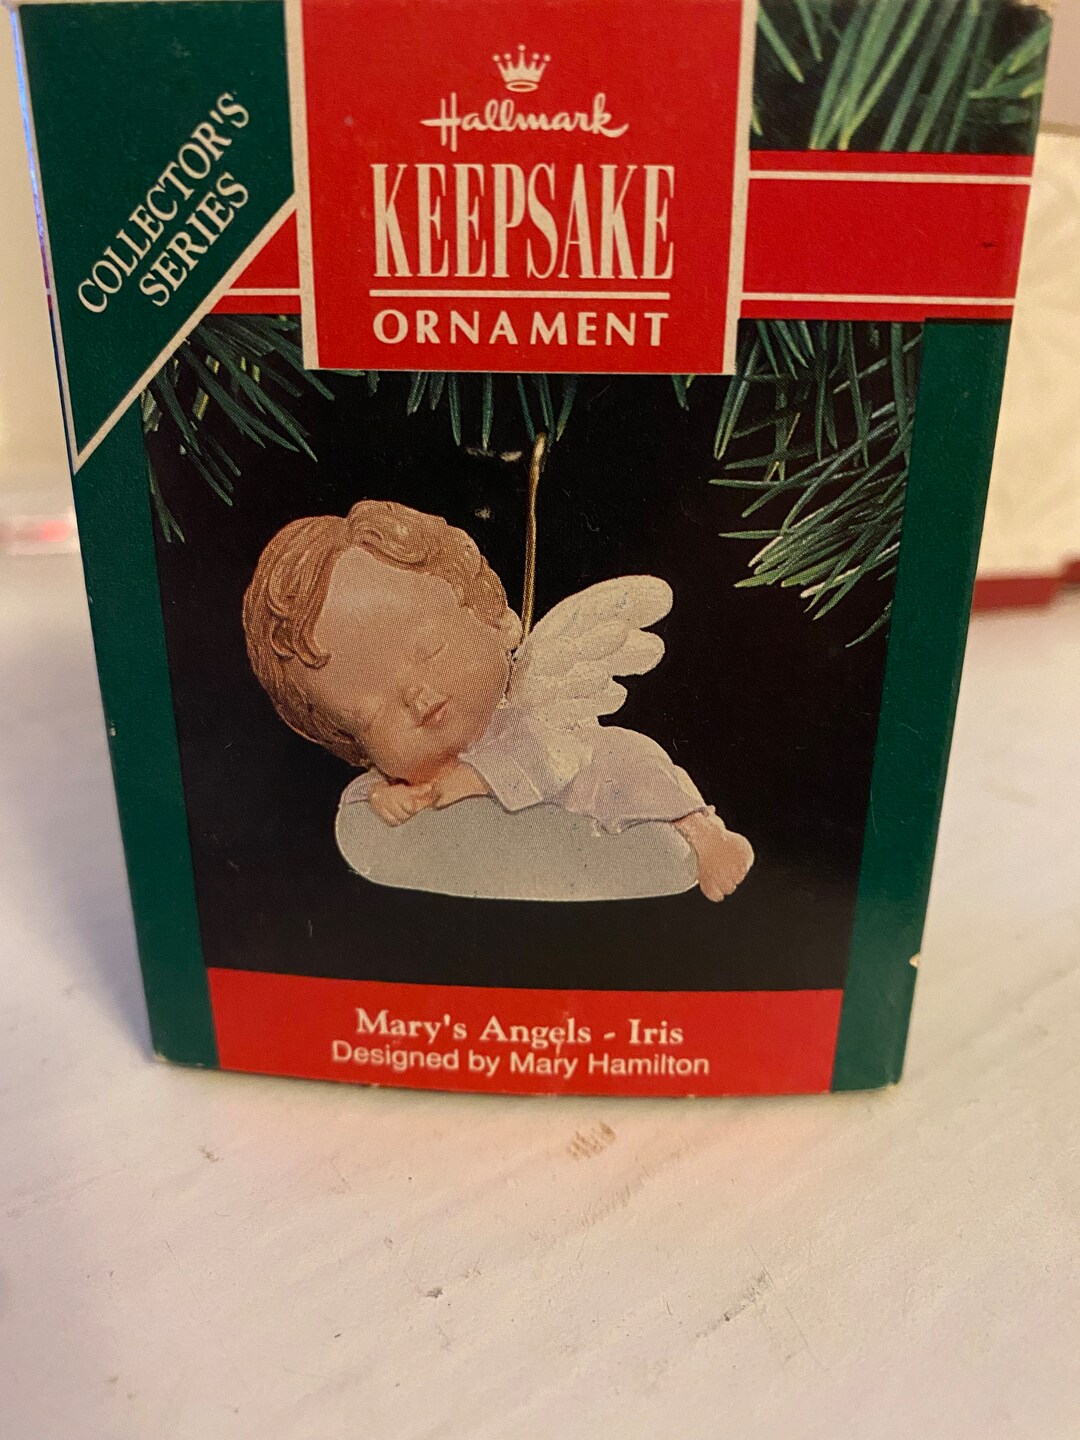 COLLECTOR'S
SERIES
Hallmark
KEEPSAKE
ORNAMENT
Mary's Angels - Iris
Designed by Mary Hamilton